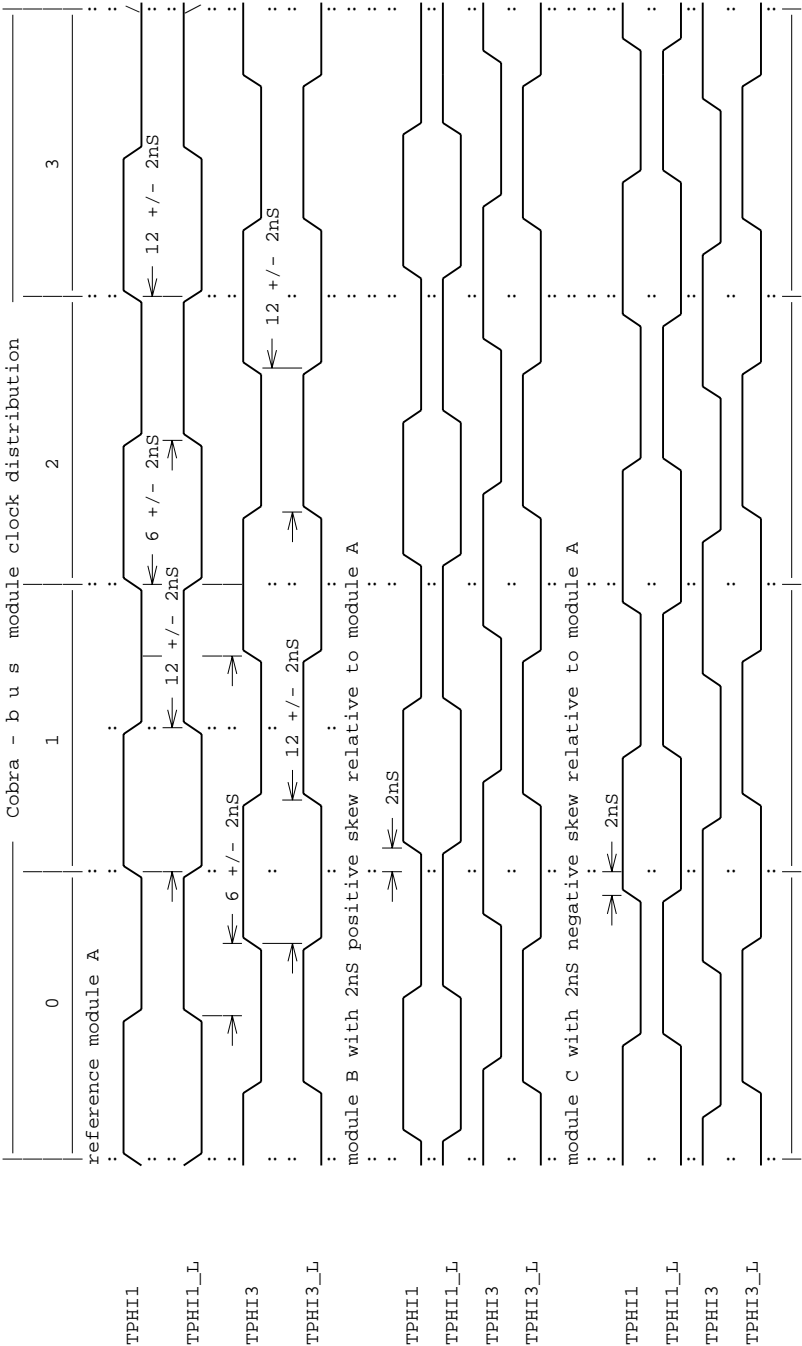 Cobra - b u s module clock distribution
0 1 2 3
reference module A
TPHI1
12 +/- 2nS
6 +/- 2nS
12 +/- 2nS
TPHI1_L
6 +/- 2nS
TPHI3
12 +/- 2nS
12 +/- 2nS
TPHI3_L
module B with 2nS positive skew relative to module A
2nS
TPHI1
TPHI1_L
TPHI3
TPHI3_L
module C with 2nS negative skew relative to module A
2nS
TPHI1
TPHI1_L
TPHI3
TPHI3_L